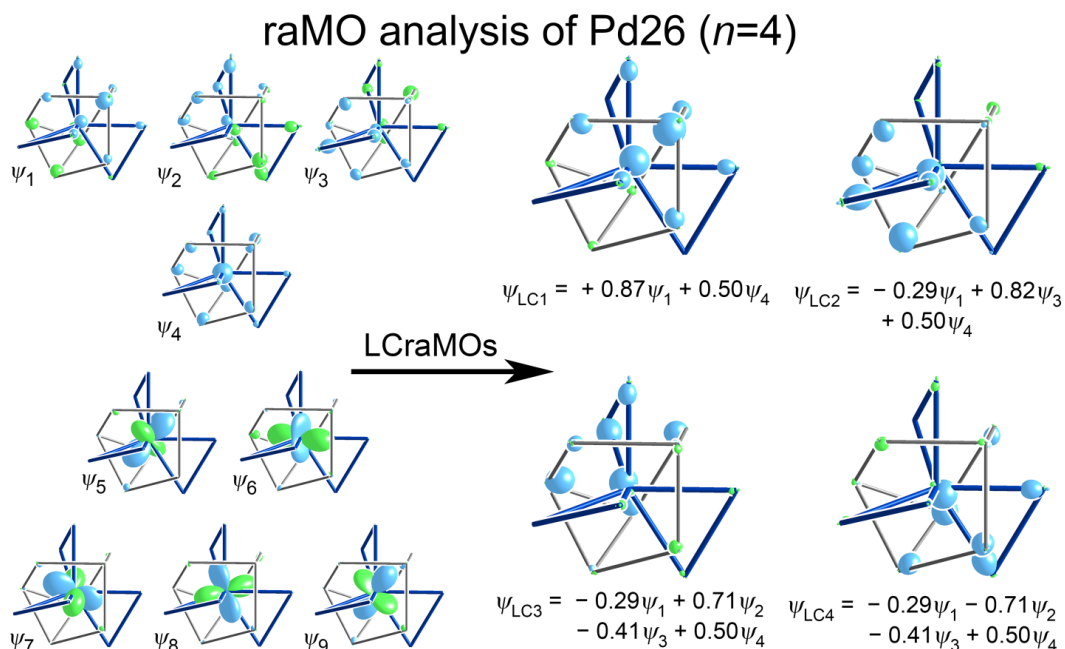 raMO analysis of Pd26 (n=4)
ψ1
ψ2
ψ3
ψ4
ψ5
ψ6
ψ7
ψ8
ψ9
LCraMOs
ψLC1 = + 0.87ψ1 + 0.50ψ4
ψLC2 = − 0.29ψ1 + 0.82ψ3
+ 0.50ψ4
ψLC3 = − 0.29ψ1 + 0.71ψ2
− 0.41ψ3 + 0.50ψ4
ψLC4 = − 0.29ψ1 − 0.71ψ2
− 0.41ψ3 + 0.50ψ4